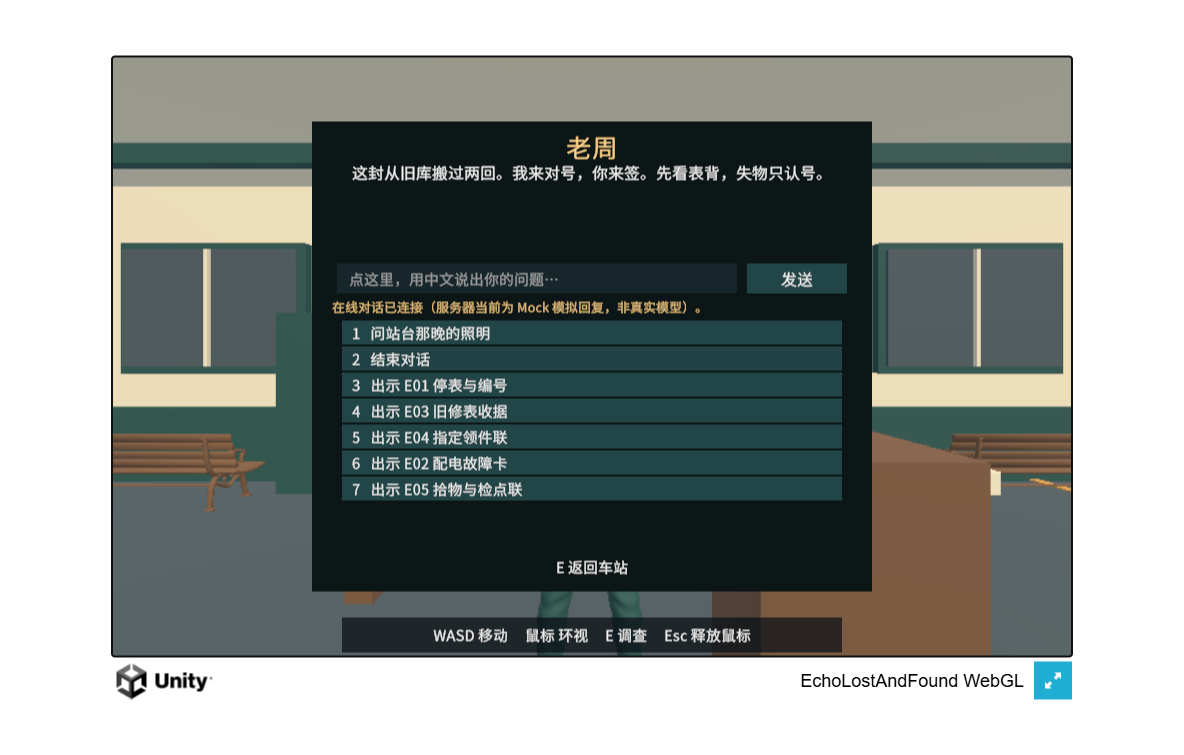 老周
这封从旧库搬过两回。我来对号，你来签。先看表背，失物只认号。
点这里，用中文说出你的问题…
发送
在线对话已连接（服务器当前为 Mock 模拟回复，非真实模型）。
1 问站台那晚的照明
2 结束对话
3 出示 E01 停表与编号
4 出示 E03 旧修表收据
5 出示 E04 指定领件联
6 出示 E02 配电故障卡
7 出示 E05 拾物与检点联
E 返回车站
WASD 移动 鼠标 环视 E 调查 Esc 释放鼠标
Unity
EchoLostAndFound WebGL